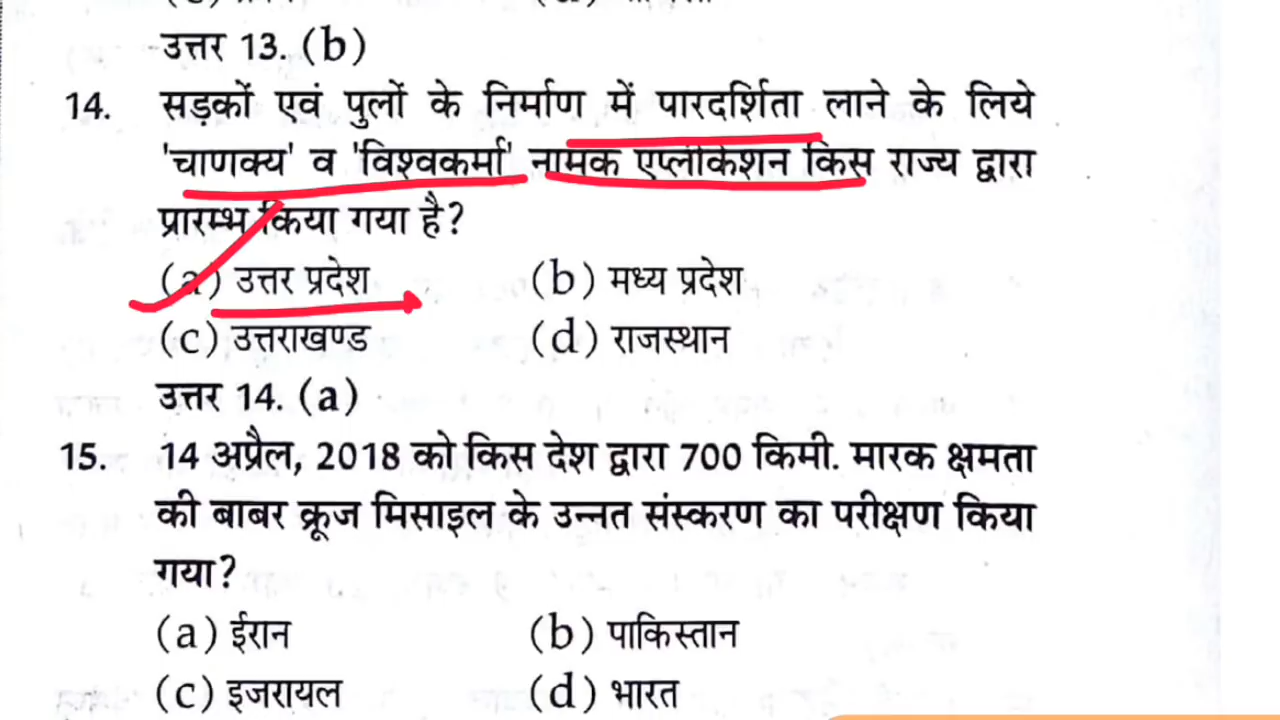 उत्तर 13. (b)
14. सड़कों एवं पुलों के निर्माण में पारदर्शिता लाने के लिये
'चाणक्य' व 'विश्वकर्मा' नामक एप्लीकेशन किस राज्य द्वारा
प्रारम्भ किया गया है?
(a) उत्तर प्रदेश (b) मध्य प्रदेश
(c) उत्तराखण्ड (d) राजस्थान
उत्तर 14. (a)
15. 14 अप्रैल, 2018 को किस देश द्वारा 700 किमी. मारक क्षमता
की बाबर क्रूज मिसाइल के उन्नत संस्करण का परीक्षण किया
गया?
(a) ईरान (b) पाकिस्तान
(c) इजरायल (d) भारत